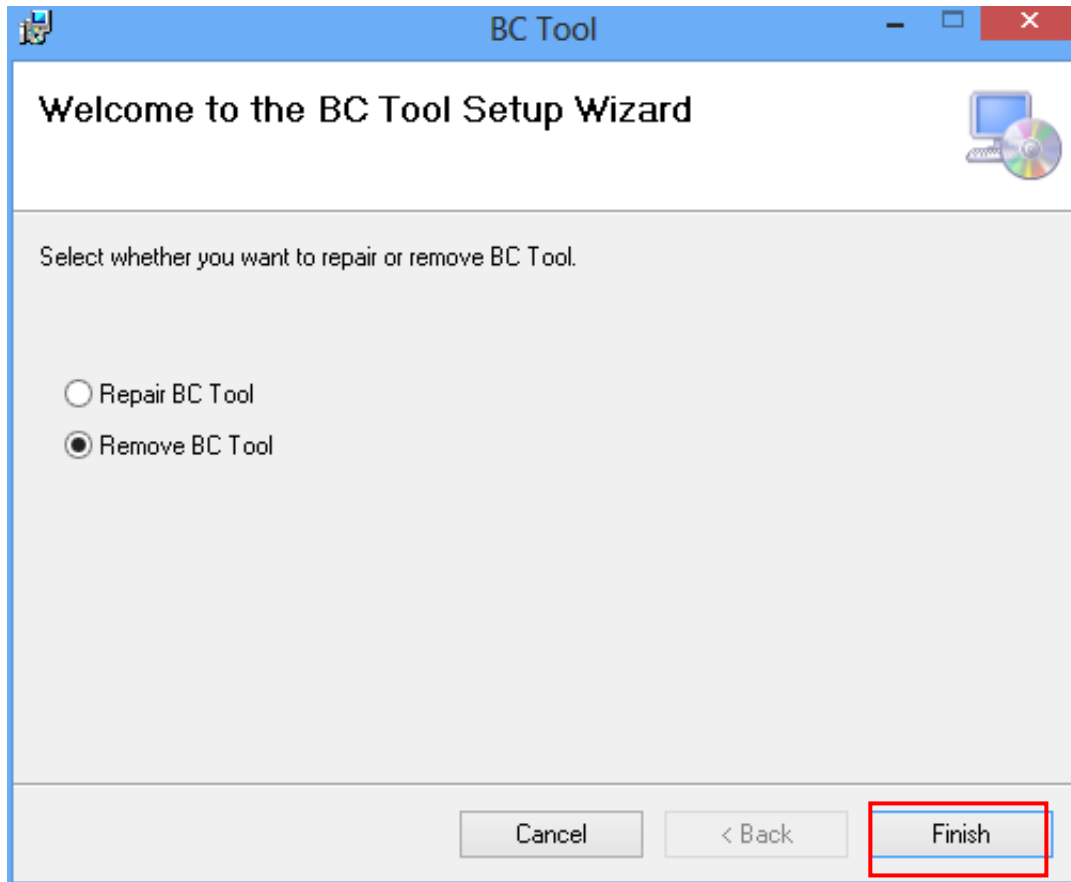 BC Tool
Welcome to the BC Tool Setup Wizard
Select whether you want to repair or remove BC Tool.
Repair BC Tool
Remove BC Tool
Cancel
< Back
Finish